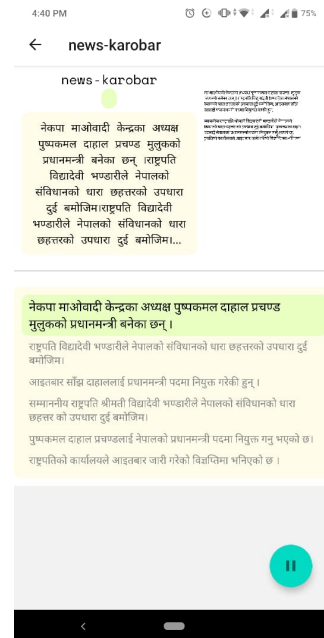 4:40 PM
75%
news-karobar
news-karobar
नेकपा माओवादी केन्द्रका अध्यक्ष
पुष्पकमल दाहाल प्रचण्ड मुलुकको
प्रधानमन्त्री बनेका छन् ।राष्ट्रपति
विद्यादेवी भण्डारीले नेपालको
संविधानको धारा छहत्तरको उपधारा
दुई बमोजिम।राष्ट्रपति विद्यादेवी
भण्डारीले नेपालको संविधानको धारा
छहत्तरको उपधारा दुई बमोजिम।...
नेकपा माओवादी केन्द्रका अध्यक्ष पुष्पकमल दाहाल प्रचण्ड
मुलुकको प्रधानमन्त्री बनेका छन् ।
राष्ट्रपति विद्यादेवी भण्डारीले नेपालको संविधानको धारा छहत्तरको उपधारा दुई
बमोजिम।
आइतबार साँझ दाहाललाई प्रधानमन्त्री पदमा नियुक्त गरेकी हुन् ।
सम्माननीय राष्ट्रपति श्रीमती विद्यादेवी भण्डारीले नेपालको संविधानको धारा
छहत्तर को उपधारा दुई बमोजिम।
पुष्पकमल दाहाल प्रचण्डलाई नेपालको प्रधानमन्त्री पदमा नियुक्त गनु भएको छ।
राष्ट्रपतिको कार्यालयले आइतबार जारी गरेको विज्ञप्तिमा भनिएको छ ।